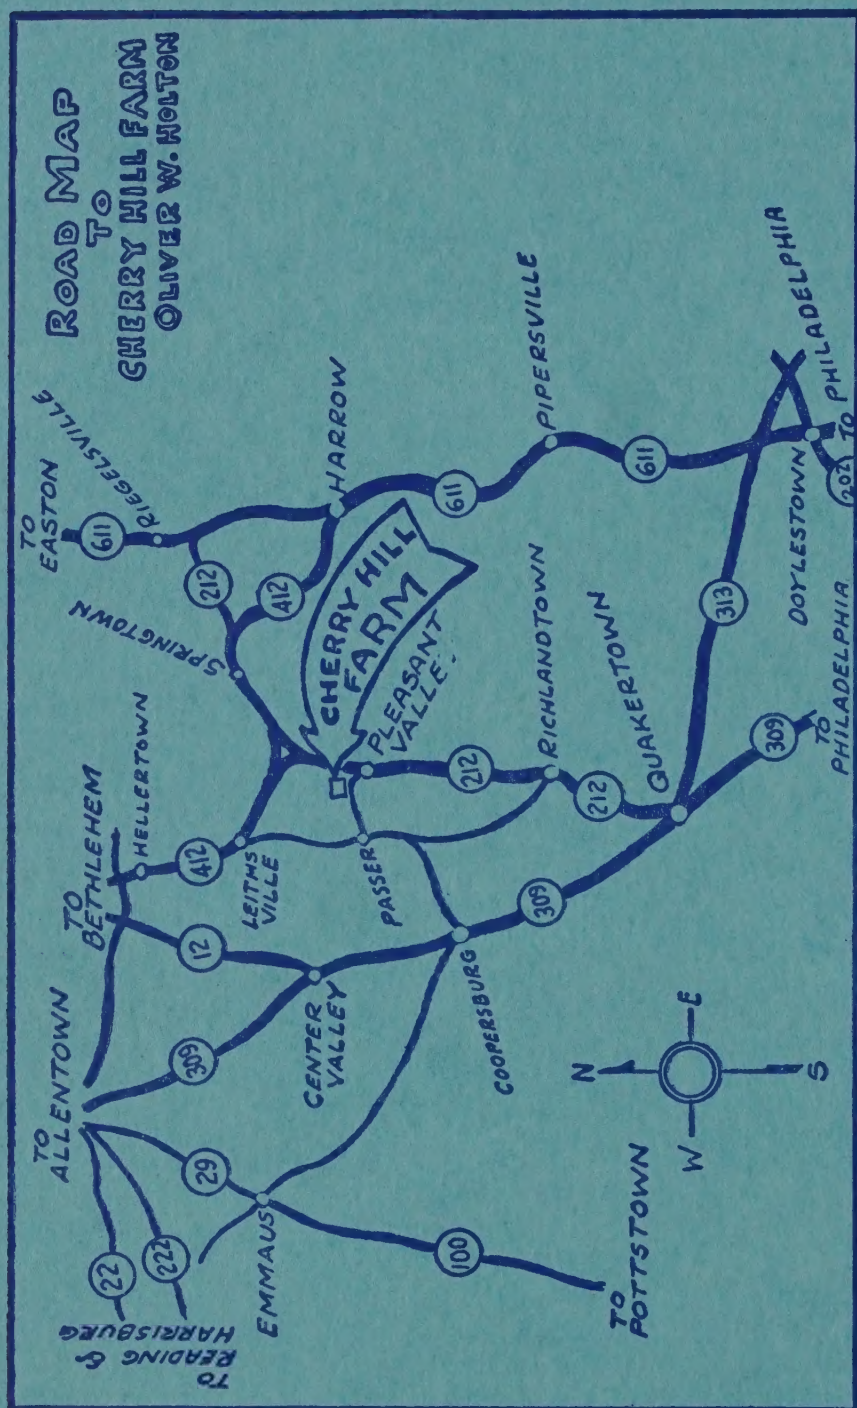 ROAD MAP
TO
CHERRY HILL FARM
OLIVER W. HOLTON
TO
EASTON
611
RIEGELSVILLE
212
412
SPRINGTOWN
HARROW
611
PIPERSVILLE
611
CHERRY HILL
FARM
PLEASANT
VALLE.
212
RICHLANDTOWN
212
QUAKERTOWN
313
DOYLESTOWN
202
TO PHILADELPHIA
309
TO
PHILADELPHIA
TO
BETHLEHEM
HELLERTOWN
412
LEITHS
VILLE
PASSER
12
309
CENTER
VALLEY
COOPERSBURG
309
TO
ALLENTOWN
29
22
222
TO
READING &
HARRISBURG
EMMAUS
100
TO
POTTSTOWN
N
W
E
S